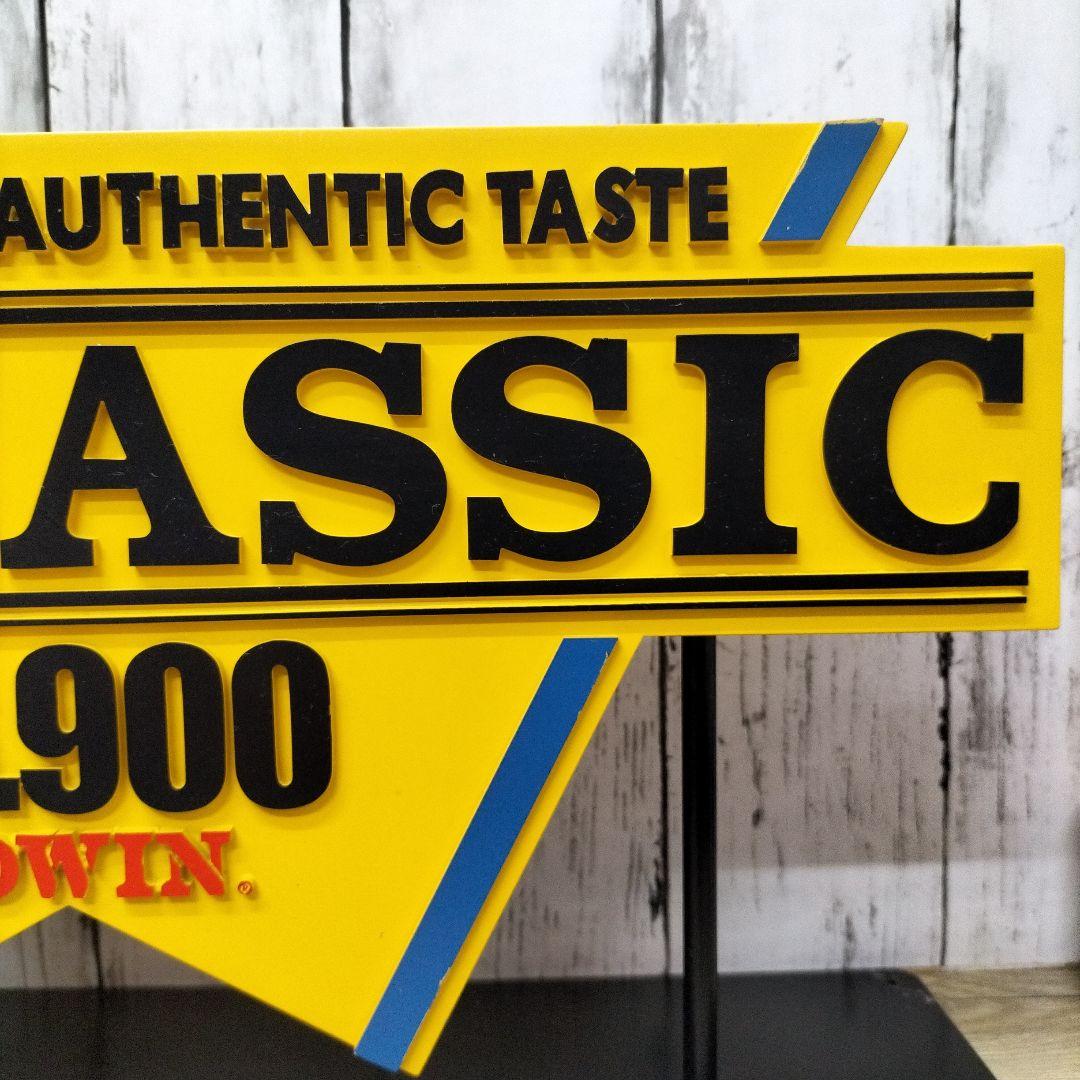 AUTHENTIC TASTE
ASSIC
.900
DWIN®